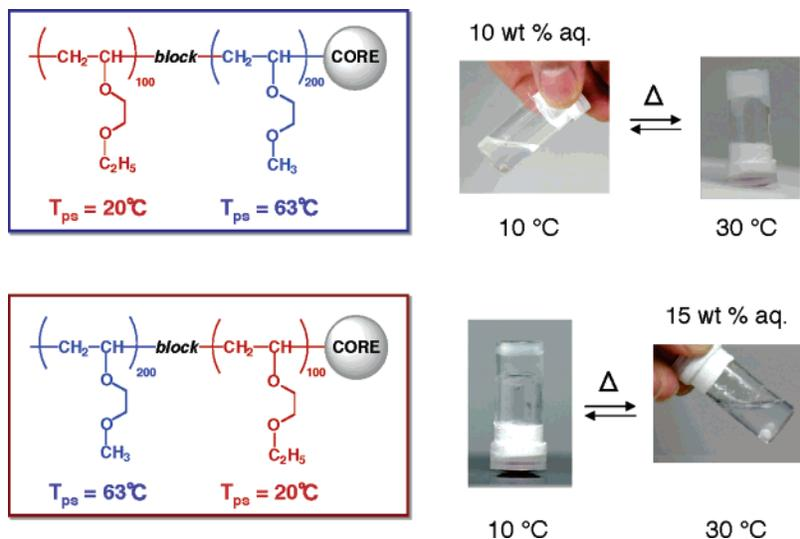 10 wt % aq.
(CH₂–CH)₁₀₀ block (CH₂–CH)₂₀₀ CORE
O O
O O
C₂H₅ CH₃
Tps = 20℃ Tps = 63℃
Δ
10 °C 30 °C
15 wt % aq.
(CH₂–CH)₂₀₀ block (CH₂–CH)₁₀₀ CORE
O O
O O
CH₃ C₂H₅
Tps = 63℃ Tps = 20℃
Δ
10 °C 30 °C